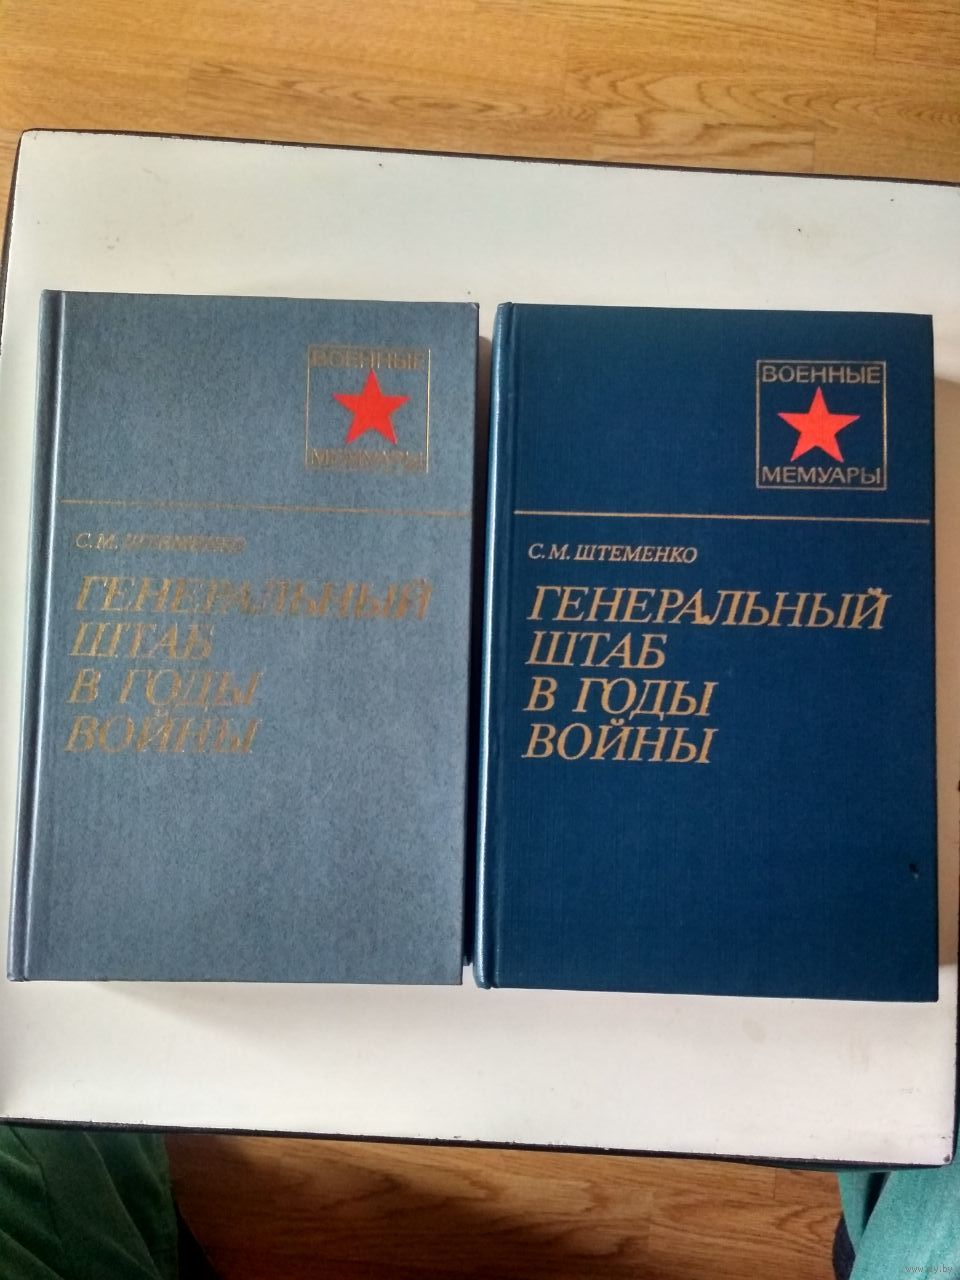 ВОЕННЫЕ
МЕМУАРЫ
С.М. ШТЕМЕНКО
ГЕНЕРАЛЬНЫЙ
ШТАБ
В ГОДЫ
ВОЙНЫ
ВОЕННЫЕ
МЕМУАРЫ
С.М. ШТЕМЕНКО
ГЕНЕРАЛЬНЫЙ
ШТАБ
В ГОДЫ
ВОЙНЫ